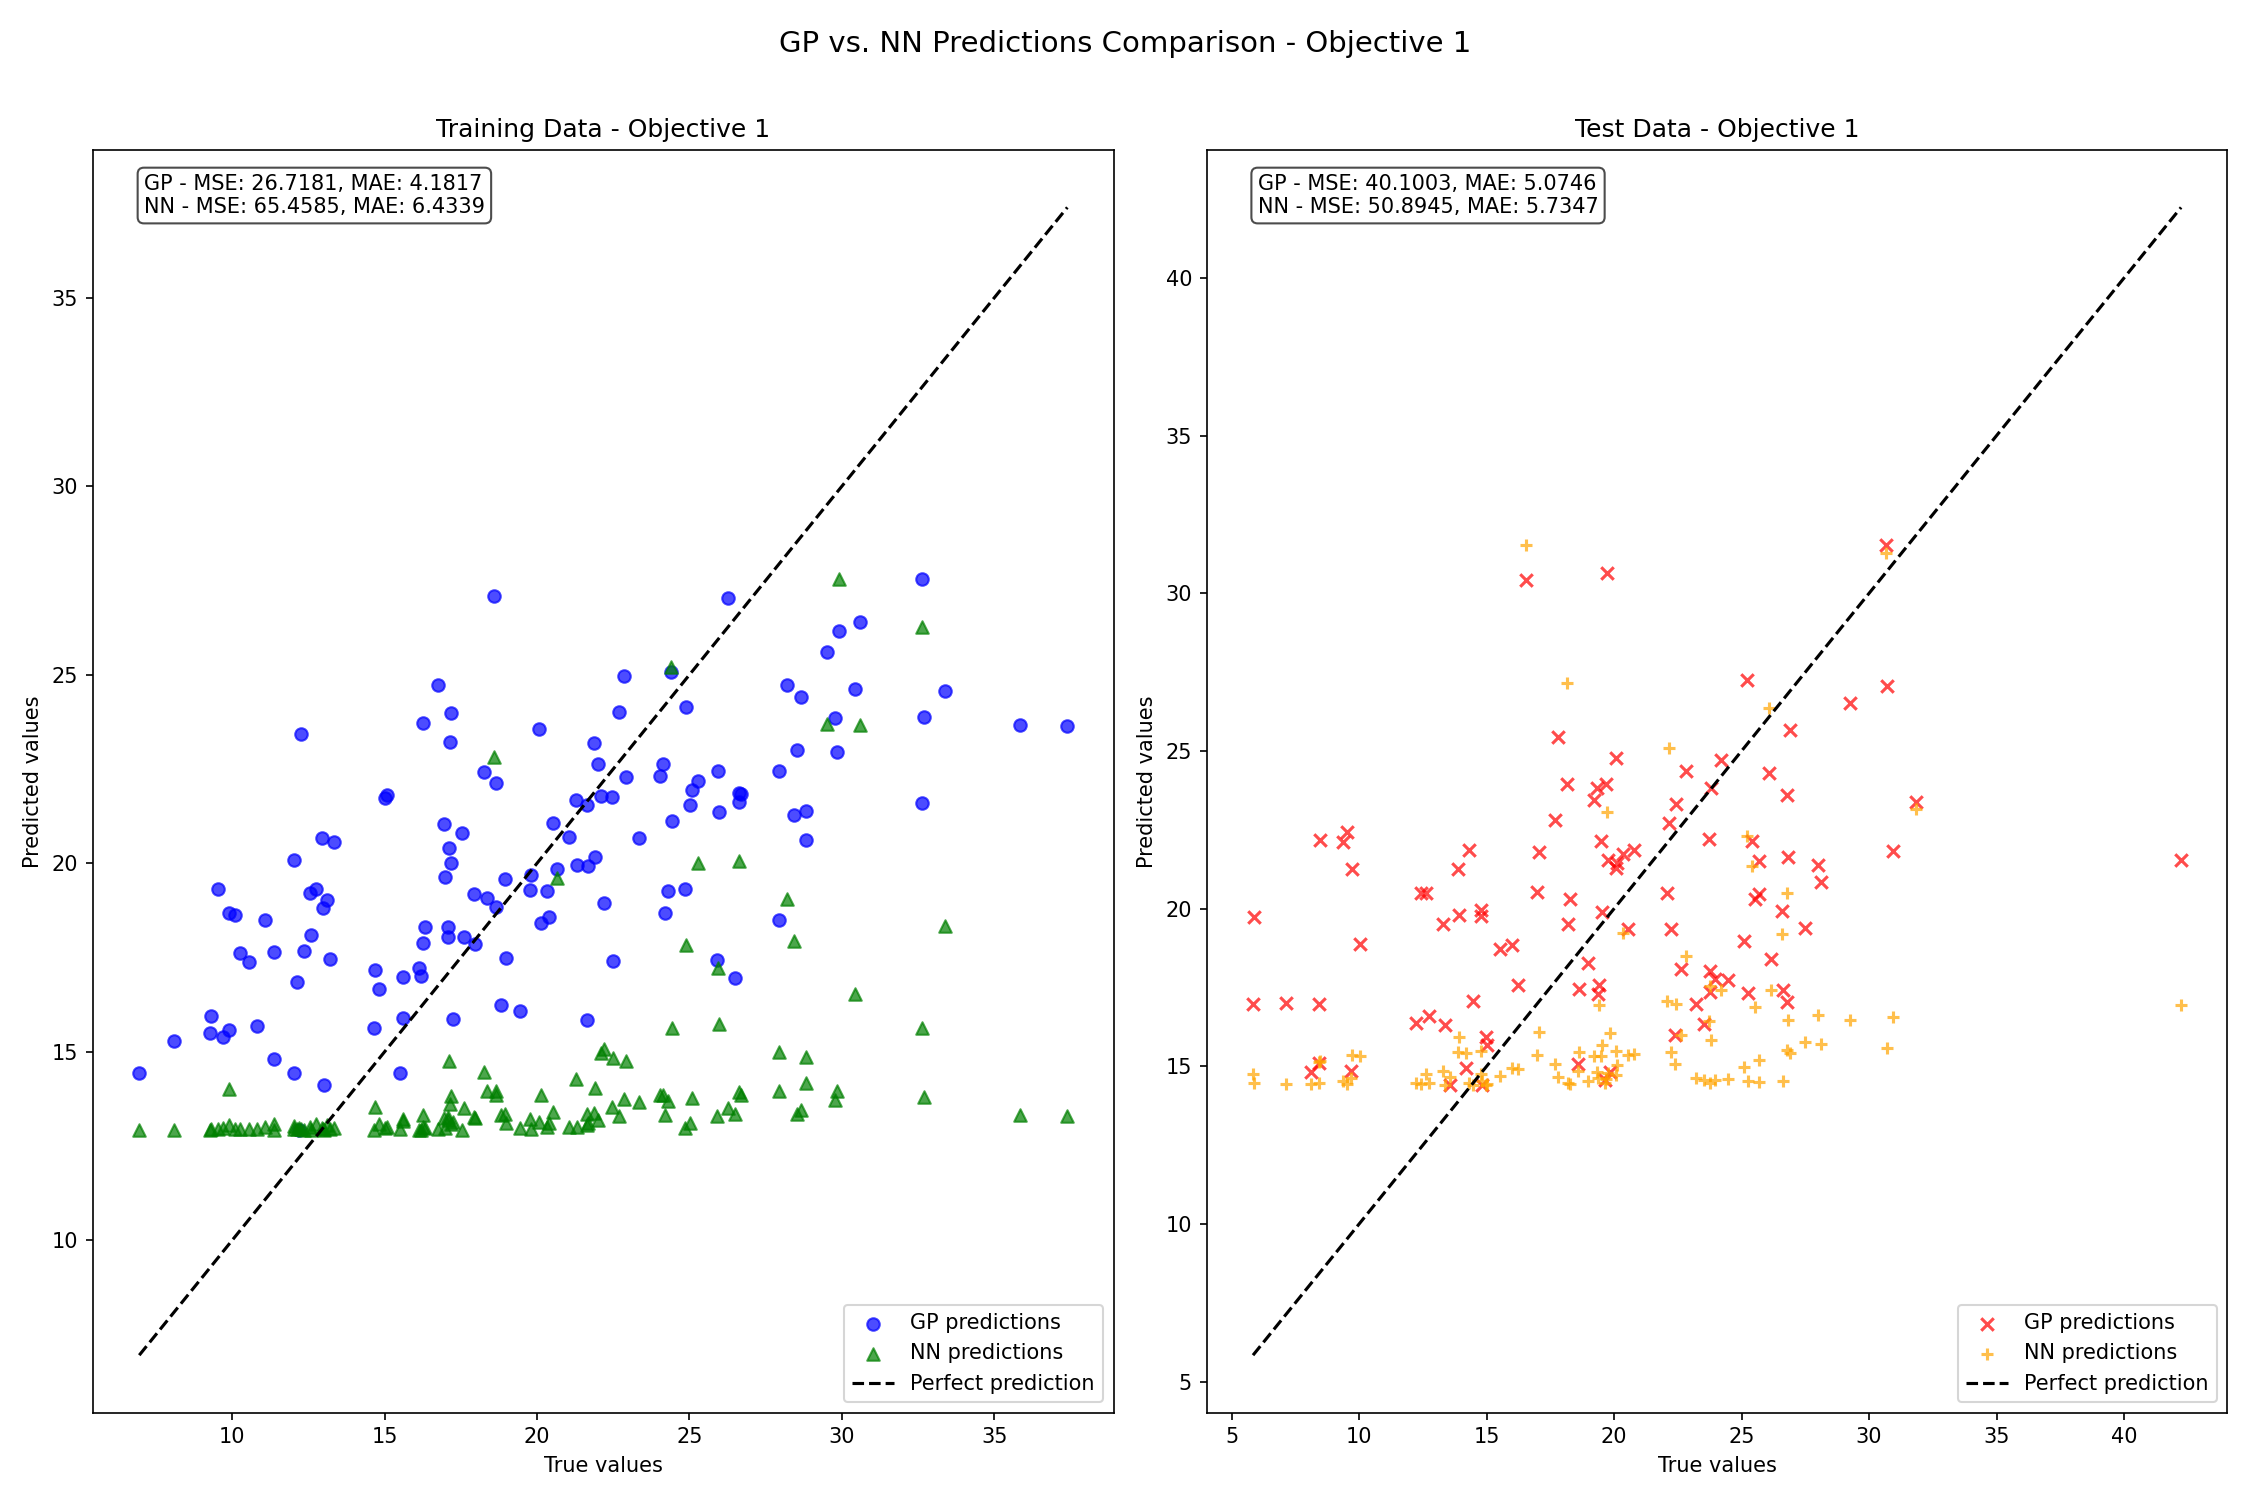 GP vs. NN Predictions Comparison - Objective 1
Training Data - Objective 1
GP - MSE: 26.7181, MAE: 4.1817
NN - MSE: 65.4585, MAE: 6.4339
35
30
25
20
15
10
Predicted values
10
15
20
25
30
35
True values
GP predictions
NN predictions
Perfect prediction
Test Data - Objective 1
GP - MSE: 40.1003, MAE: 5.0746
NN - MSE: 50.8945, MAE: 5.7347
40
35
30
25
20
15
10
5
Predicted values
5
10
15
20
25
30
35
40
True values
GP predictions
NN predictions
Perfect prediction